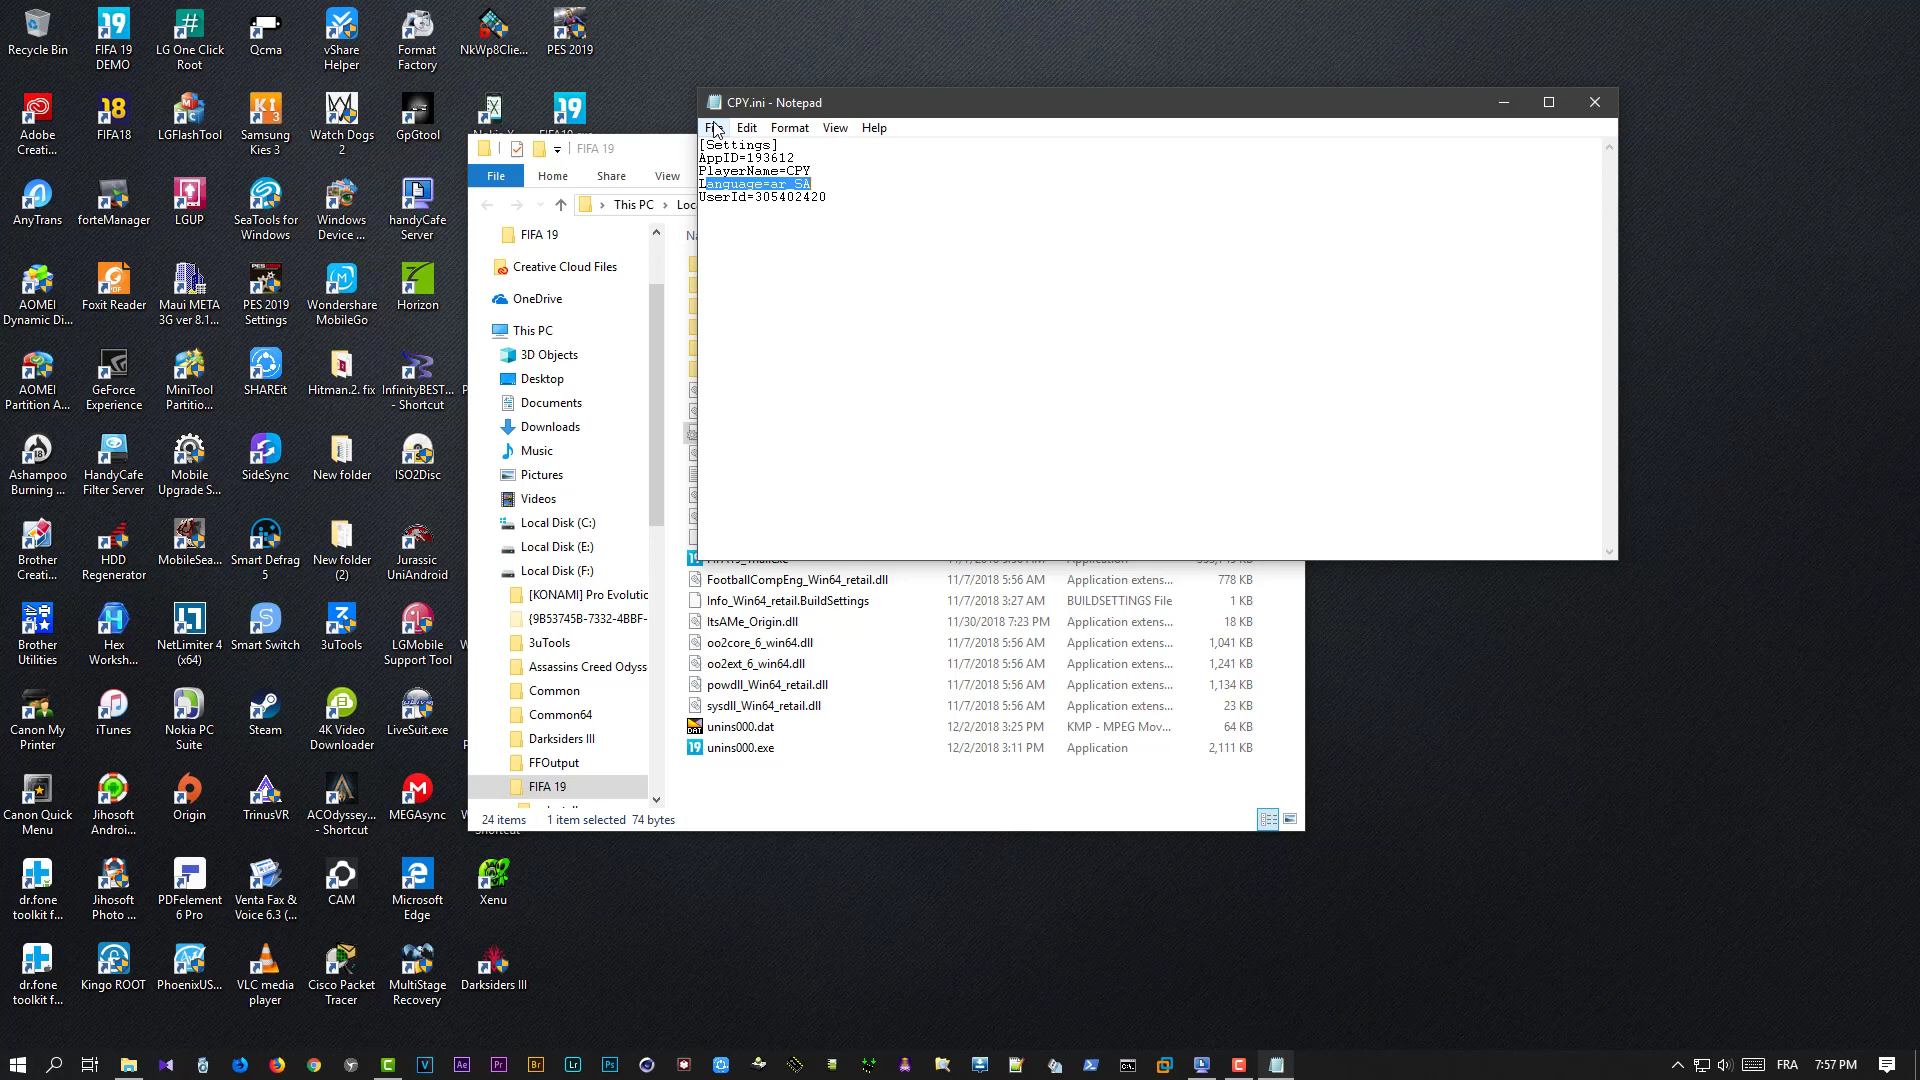 Recycle Bin
FIFA 19 DEMO
LG One Click Root
Qcma
vShare Helper
Format Factory
NkWp8Clie...
PES 2019
Adobe Creati...
FIFA18
LGFlashTool
Samsung Kies 3
Watch Dogs 2
GpGtool
AnyTrans
forteManager
LGUP
SeaTools for Windows
Windows Device ...
handyCafe Server
AOMEI Dynamic Di...
Foxit Reader
Maui META 3G ver 8.1...
PES 2019 Settings
Wondershare MobileGo
Horizon
AOMEI Partition A...
GeForce Experience
MiniTool Partitio...
SHAREit
Hitman.2. fix
InfinityBEST... - Shortcut
Ashampoo Burning ...
HandyCafe Filter Server
Mobile Upgrade S...
SideSync
New folder
ISO2Disc
Brother Creati...
HDD Regenerator
MobileSea...
Smart Defrag 5
New folder (2)
Jurassic UniAndroid
Brother Utilities
Hex Worksh...
NetLimiter 4 (x64)
Smart Switch
3uTools
LGMobile Support Tool
Canon My Printer
iTunes
Nokia PC Suite
Steam
4K Video Downloader
LiveSuit.exe
Canon Quick Menu
Jihosoft Androi...
Origin
TrinusVR
ACOdyssey... - Shortcut
MEGAsync
dr.fone toolkit f...
Jihosoft Photo ...
PDFelement 6 Pro
Venta Fax & Voice 6.3 (...
CAM
Microsoft Edge
Xenu
dr.fone toolkit f...
Kingo ROOT
PhoenixUS...
VLC media player
Cisco Packet Tracer
MultiStage Recovery
Darksiders III
CPY.ini - Notepad
Edit Format View Help
[Settings]
AppID=193612
PlayerName=CPY
Language=ar_SA
UserId=305402420
FIFA 19
File Home Share View
This PC
FIFA 19
Creative Cloud Files
OneDrive
This PC
3D Objects
Desktop
Documents
Downloads
Music
Pictures
Videos
Local Disk (C:)
Local Disk (E:)
Local Disk (F:)
[KONAMI] Pro Evolutic
{9B53745B-7332-4BBF-
3uTools
Assassins Creed Odyss
Common
Common64
Darksiders III
FFOutput
FIFA 19
FootballCompEng_Win64_retail.dll 11/7/2018 5:56 AM Application extens... 778 KB
Info_Win64_retail.BuildSettings 11/7/2018 3:27 AM BUILDSETTINGS File 1 KB
ItsAMe_Origin.dll 11/30/2018 7:23 PM Application extens... 18 KB
oo2core_6_win64.dll 11/7/2018 5:56 AM Application extens... 1,041 KB
oo2ext_6_win64.dll 11/7/2018 5:56 AM Application extens... 1,241 KB
powdll_Win64_retail.dll 11/7/2018 5:56 AM Application extens... 1,134 KB
sysdll_Win64_retail.dll 11/7/2018 5:56 AM Application extens... 23 KB
unins000.dat 12/2/2018 3:25 PM KMP - MPEG Mov... 64 KB
unins000.exe 12/2/2018 3:11 PM Application 2,111 KB
24 items 1 item selected 74 bytes
FRA 7:57 PM